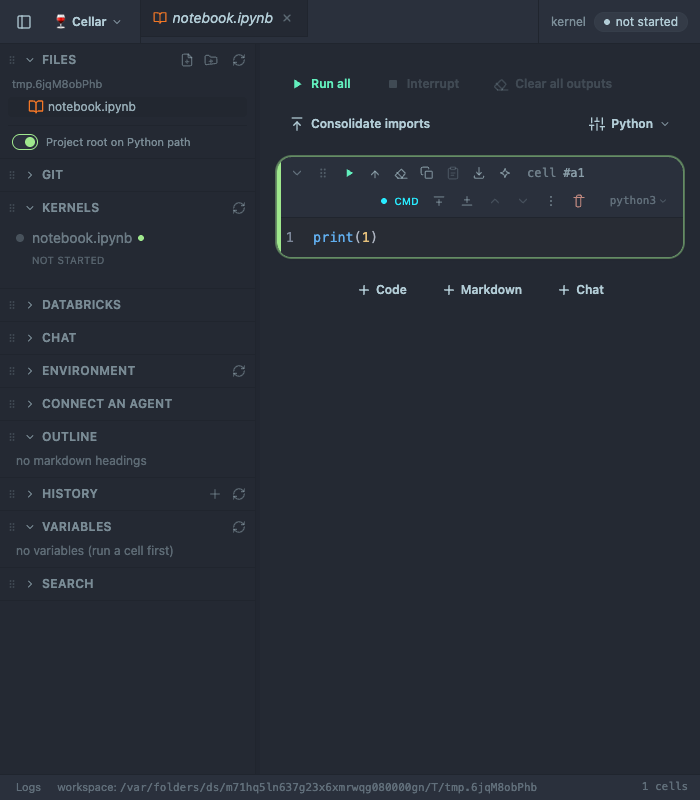 Cellar
notebook.ipynb
kernel
not started
FILES
tmp.6jqM8obPhb
notebook.ipynb
Project root on Python path
GIT
KERNELS
notebook.ipynb
NOT STARTED
DATABRICKS
CHAT
ENVIRONMENT
CONNECT AN AGENT
OUTLINE
no markdown headings
HISTORY
VARIABLES
no variables (run a cell first)
SEARCH
Run all
Interrupt
Clear all outputs
Consolidate imports
Python
cell #a1
CMD
python3
1 print(1)
+ Code
+ Markdown
+ Chat
Logs
workspace: /var/folders/ds/m71hq5ln637g23x6xmrwqg080000gn/T/tmp.6jqM8obPhb
1 cells